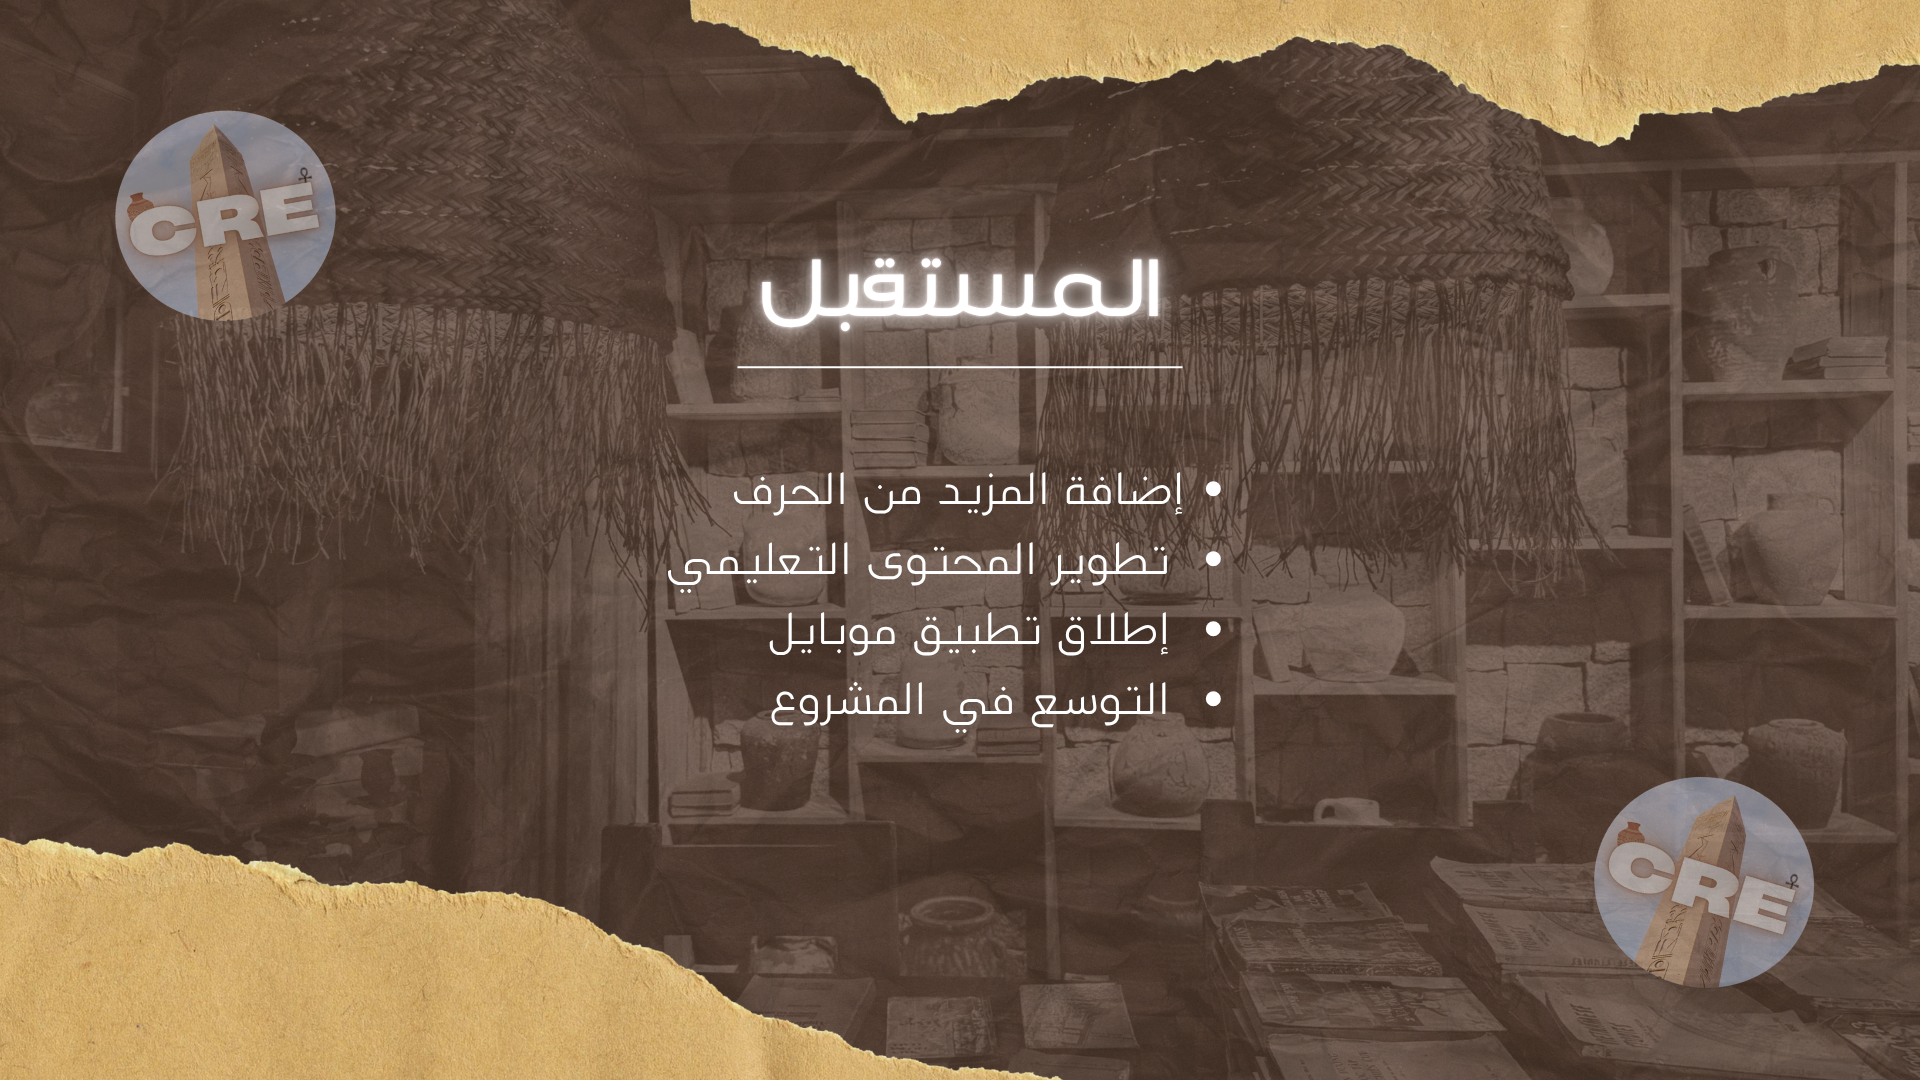 CRE
المستقبل
• إضافة المزيد من الحرف
• تطوير المحتوى التعليمي
• إطلاق تطبيق موبايل
• التوسع في المشروع
CRE